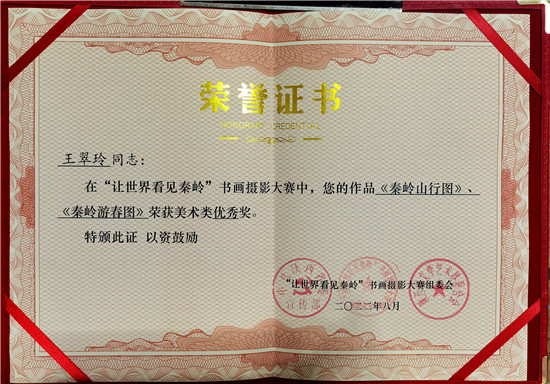 荣誉证书
HONORARY CREDENTIAL
王翠玲同志：
在“让世界看见秦岭”书画摄影大赛中，您的作品《秦岭山行图》、
《秦岭游春图》荣获美术类优秀奖。
特颁此证 以资鼓励
“让世界看见秦岭”书画摄影大赛组委会
二〇二二年八月
宣传部